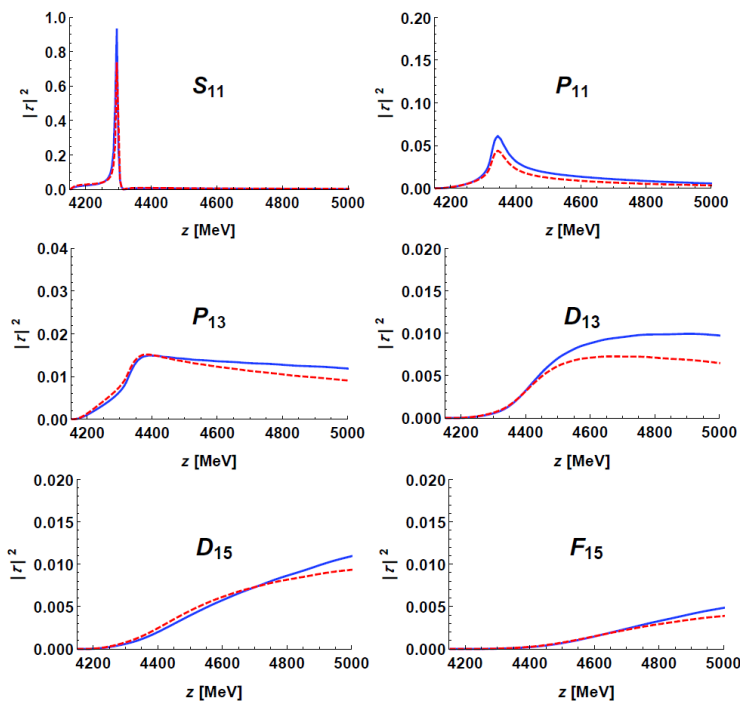 1.0
0.8
0.6
0.4
0.2
0.0
|τ|²
S₁₁
4200 4400 4600 4800 5000
z [MeV]
0.20
0.15
0.10
0.05
0.00
|τ|²
P₁₁
4200 4400 4600 4800 5000
z [MeV]
0.04
0.03
0.02
0.01
0.00
|τ|²
P₁₃
4200 4400 4600 4800 5000
z [MeV]
0.020
0.015
0.010
0.005
0.000
|τ|²
D₁₃
4200 4400 4600 4800 5000
z [MeV]
0.020
0.015
0.010
0.005
0.000
|τ|²
D₁₅
4200 4400 4600 4800 5000
z [MeV]
0.020
0.015
0.010
0.005
0.000
|τ|²
F₁₅
4200 4400 4600 4800 5000
z [MeV]